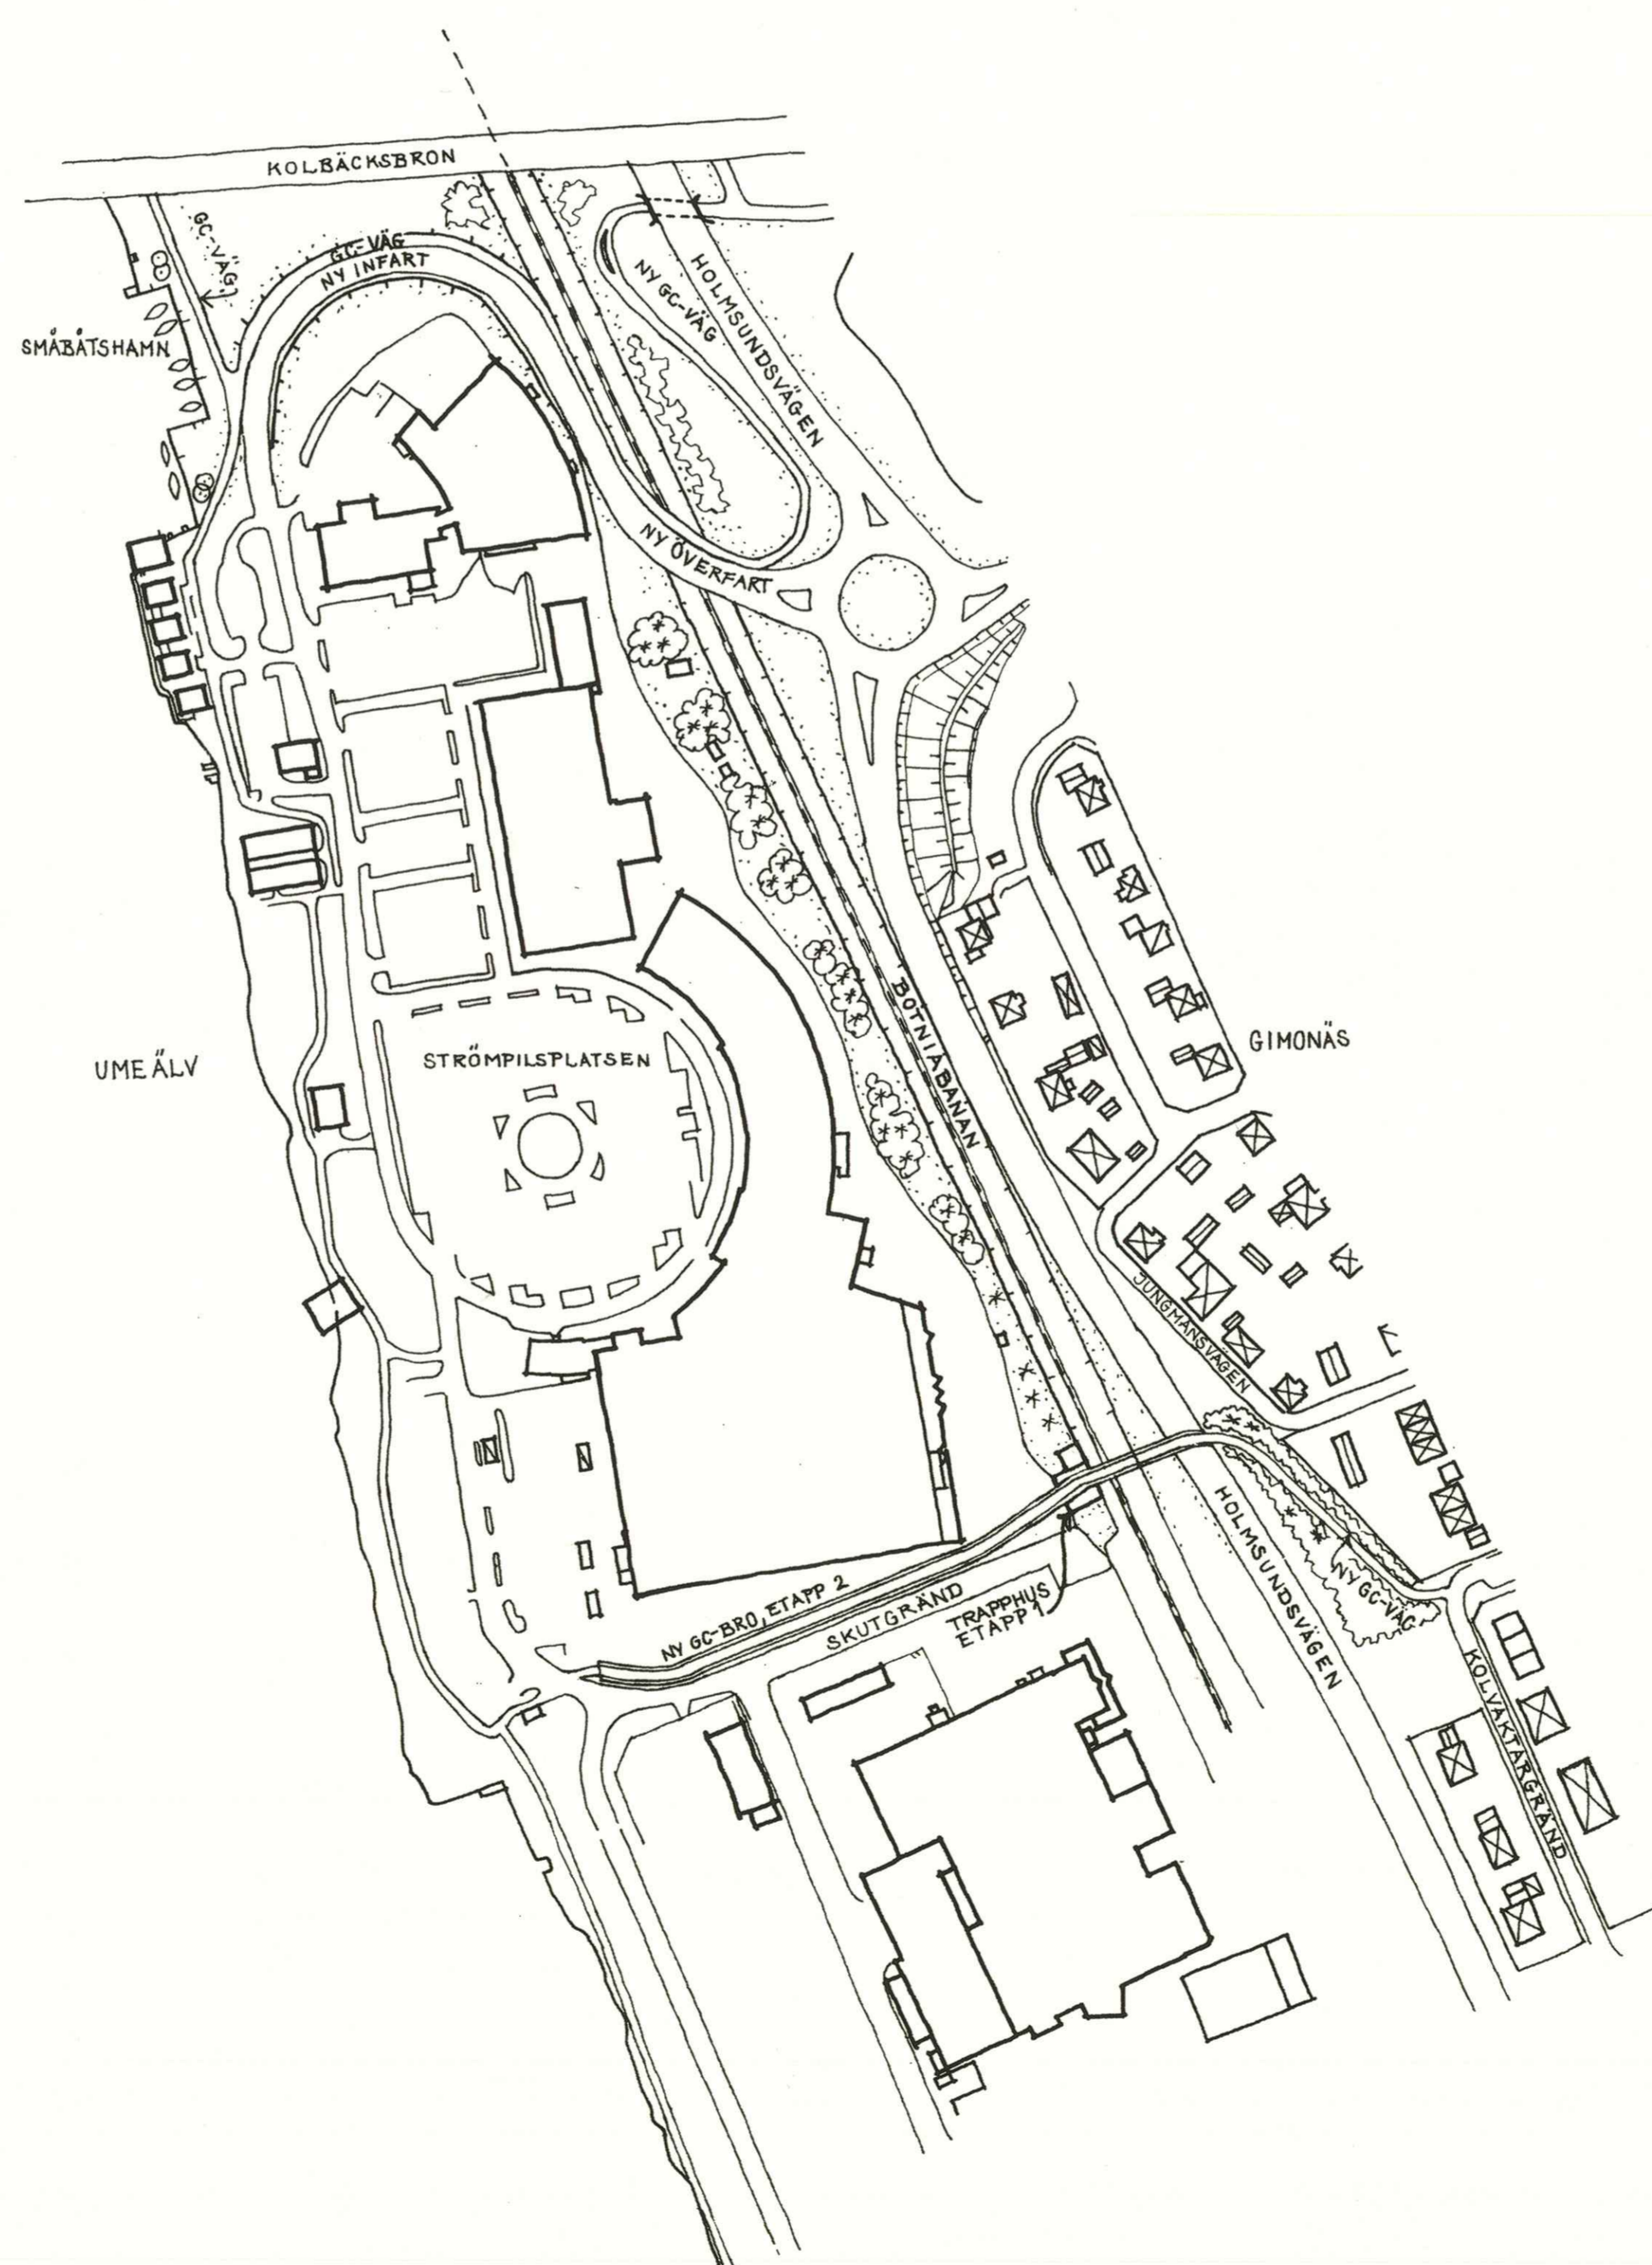 KOLBÄCKSBRON
GC-VÄG
GC-VÄG
NY INFART
NY GC-VÄG
HOLMSUNDSVÄGEN
SMÅBÅTSHAMN
NY ÖVERFART
BOTNIABANAN
STRÖMPILSPLATSEN
UMEÄLV
GIMONÄS
JUNGMANSVÄGEN
HOLMSUNDSVÄGEN
NY GC-VÄG
NY GC-BRO, ETAPP 2
SKUTGRÄND
TRAPPHUS
ETAPP 1
KOLVAKTARGRÄND